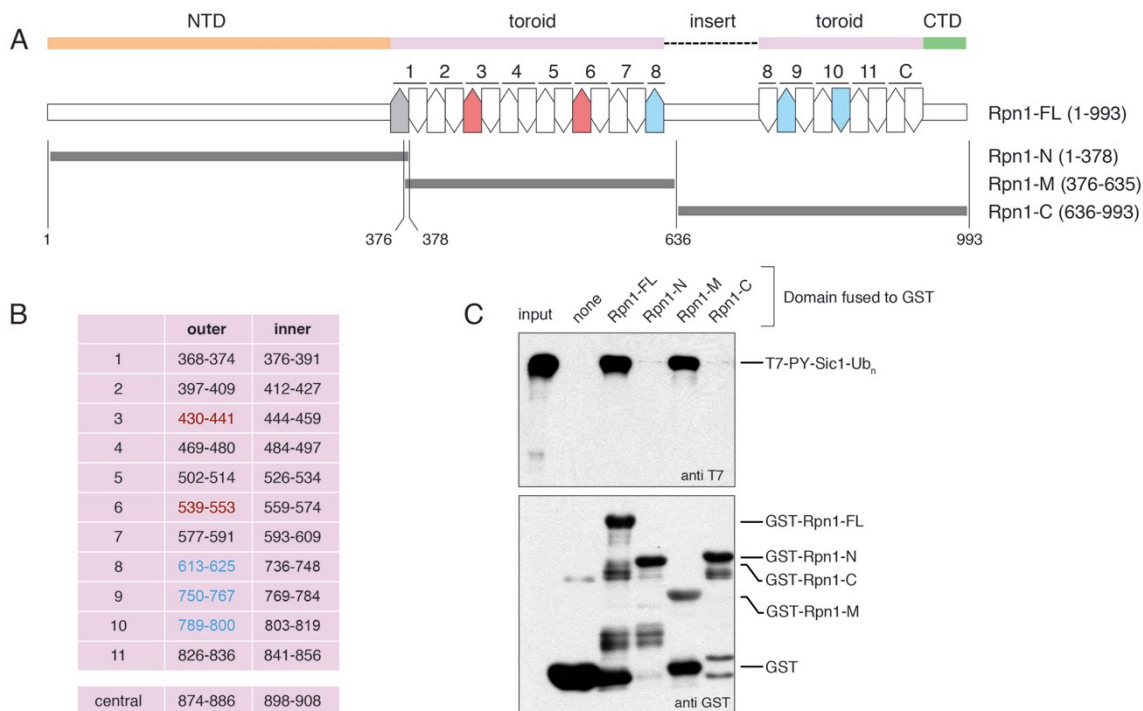 A
NTD toroid insert toroid CTD
1 2 3 4 5 6 7 8 8 9 10 11 C
Rpn1-FL (1-993)
Rpn1-N (1-378)
Rpn1-M (376-635)
Rpn1-C (636-993)
1 376 378 636 993
B
outer inner
1 368-374 376-391
2 397-409 412-427
3 430-441 444-459
4 469-480 484-497
5 502-514 526-534
6 539-553 559-574
7 577-591 593-609
8 613-625 736-748
9 750-767 769-784
10 789-800 803-819
11 826-836 841-856
central 874-886 898-908
C
input none Rpn1-FL Rpn1-N Rpn1-M Rpn1-C
Domain fused to GST
T7-PY-Sic1-Ubn
anti T7
GST-Rpn1-FL
GST-Rpn1-N
GST-Rpn1-C
GST-Rpn1-M
GST
anti GST